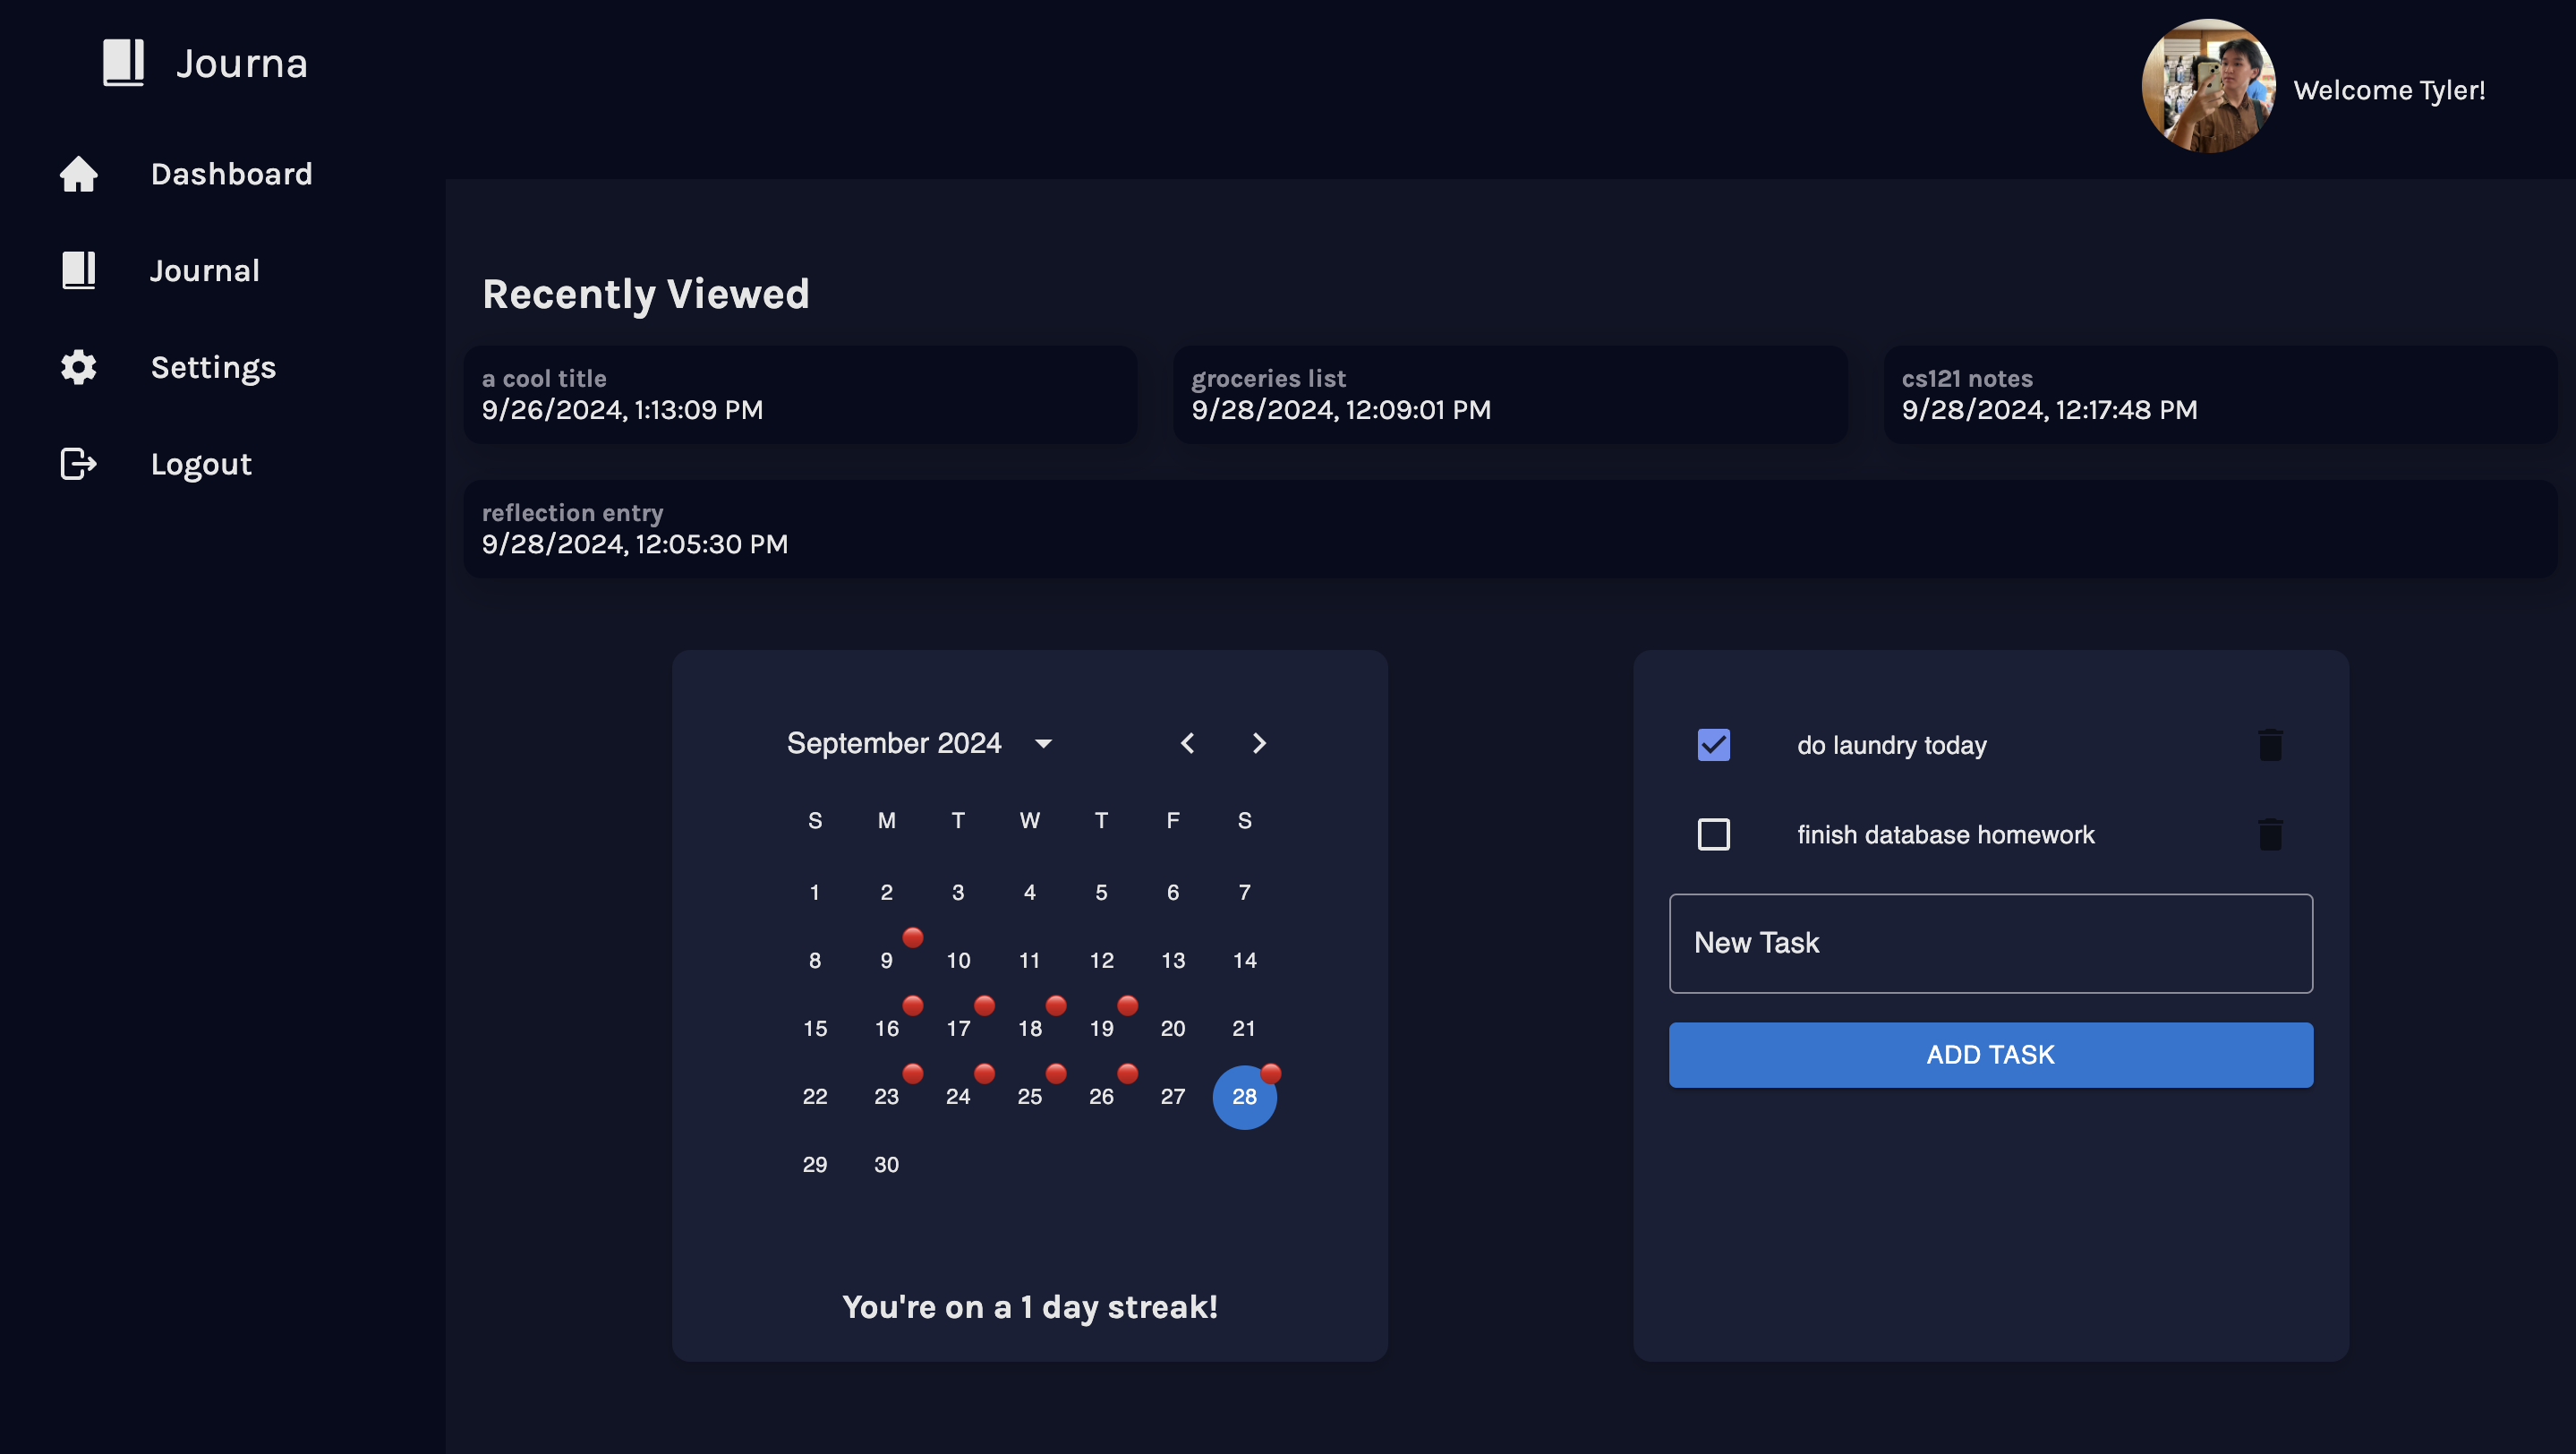 Journa
Welcome Tyler!
Dashboard
Journal
Settings
Logout
Recently Viewed
a cool title
9/26/2024, 1:13:09 PM
groceries list
9/28/2024, 12:09:01 PM
cs121 notes
9/28/2024, 12:17:48 PM
reflection entry
9/28/2024, 12:05:30 PM
September 2024
S M T W T F S
1 2 3 4 5 6 7
8 9 10 11 12 13 14
15 16 17 18 19 20 21
22 23 24 25 26 27 28
29 30
You're on a 1 day streak!
do laundry today
finish database homework
New Task
ADD TASK